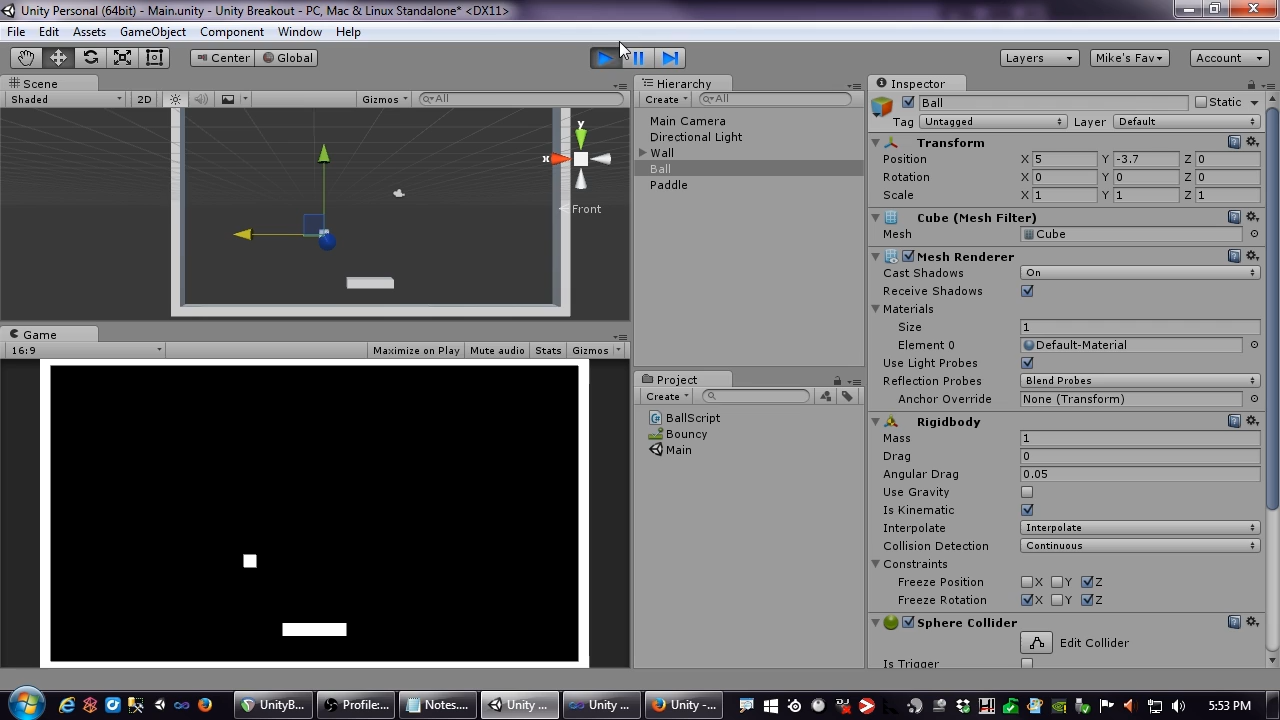 Unity Personal (64bit) - Main.unity - Unity Breakout - PC, Mac & Linux Standalone* <DX11>
File Edit Assets GameObject Component Window Help
Center Global Layers Mike's Fav Account
Scene
Shaded 2D Gizmos All
y
x
Front
Game
16:9 Maximize on Play Mute audio Stats Gizmos
Hierarchy
Create All
Main Camera
Directional Light
Wall
Ball
Paddle
Project
Create
BallScript
Bouncy
Main
Inspector
Ball Static
Tag Untagged Layer Default
Transform
Position X 5 Y -3.7 Z 0
Rotation X 0 Y 0 Z 0
Scale X 1 Y 1 Z 1
Cube (Mesh Filter)
Mesh Cube
Mesh Renderer
Cast Shadows On
Receive Shadows
Materials
Size 1
Element 0 Default-Material
Use Light Probes
Reflection Probes Blend Probes
Anchor Override None (Transform)
Rigidbody
Mass 1
Drag 0
Angular Drag 0.05
Use Gravity
Is Kinematic
Interpolate Interpolate
Collision Detection Continuous
Constraints
Freeze Position X Y Z
Freeze Rotation X Y Z
Sphere Collider
Edit Collider
Is Trigger
UnityB... Profile:... Notes.... Unity ... Unity ... Unity -... 5:53 PM